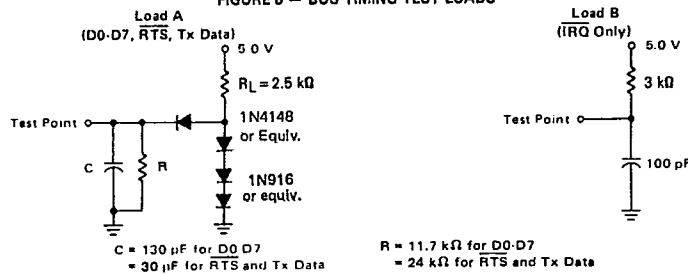 FIGURE 5 — BUS TIMING TEST LOADS
Load A
(D0-D7, RTS, Tx Data)
5.0 V
RL = 2.5 kΩ
Test Point
1N4148
or Equiv.
C
R
1N916
or equiv.
C = 130 pF for D0-D7
= 30 pF for RTS and Tx Data
Load B
(IRQ Only)
5.0 V
3 kΩ
Test Point
100 pF
R = 11.7 kΩ for D0-D7
= 24 kΩ for RTS and Tx Data